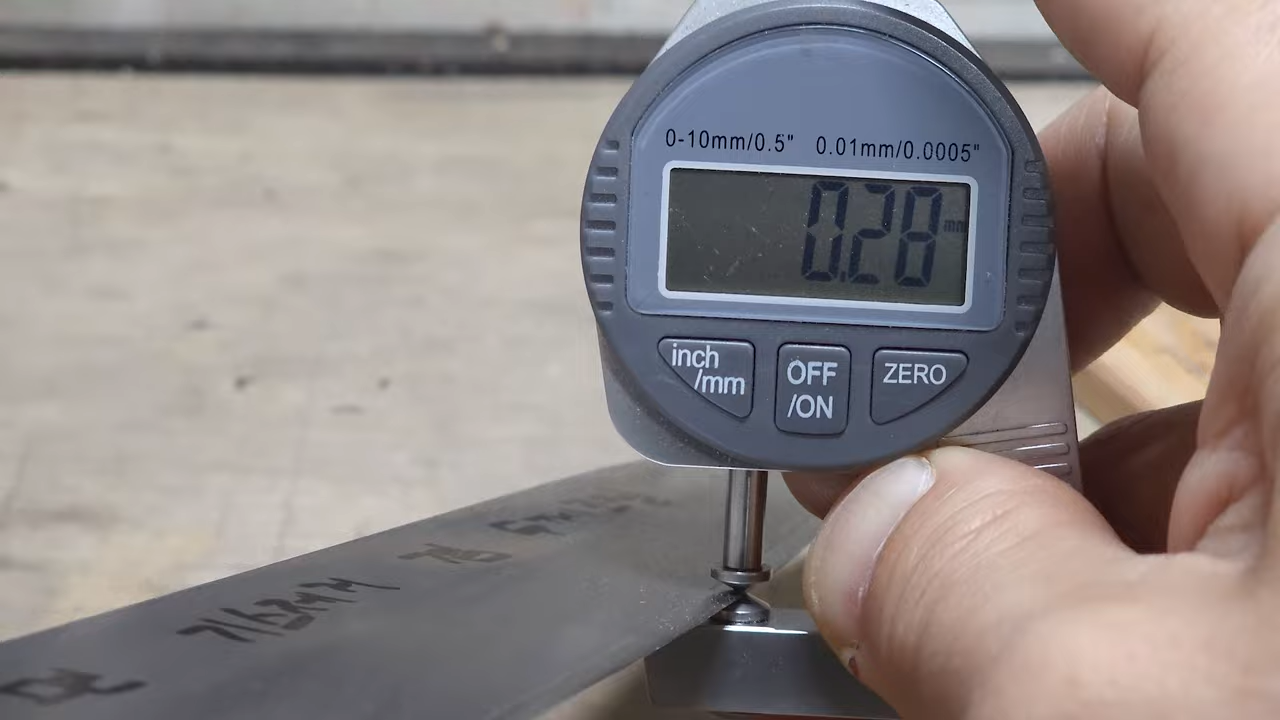 0-10mm/0.5" 0.01mm/0.0005"
0.28 mm
inch
/mm
OFF
/ON
ZERO